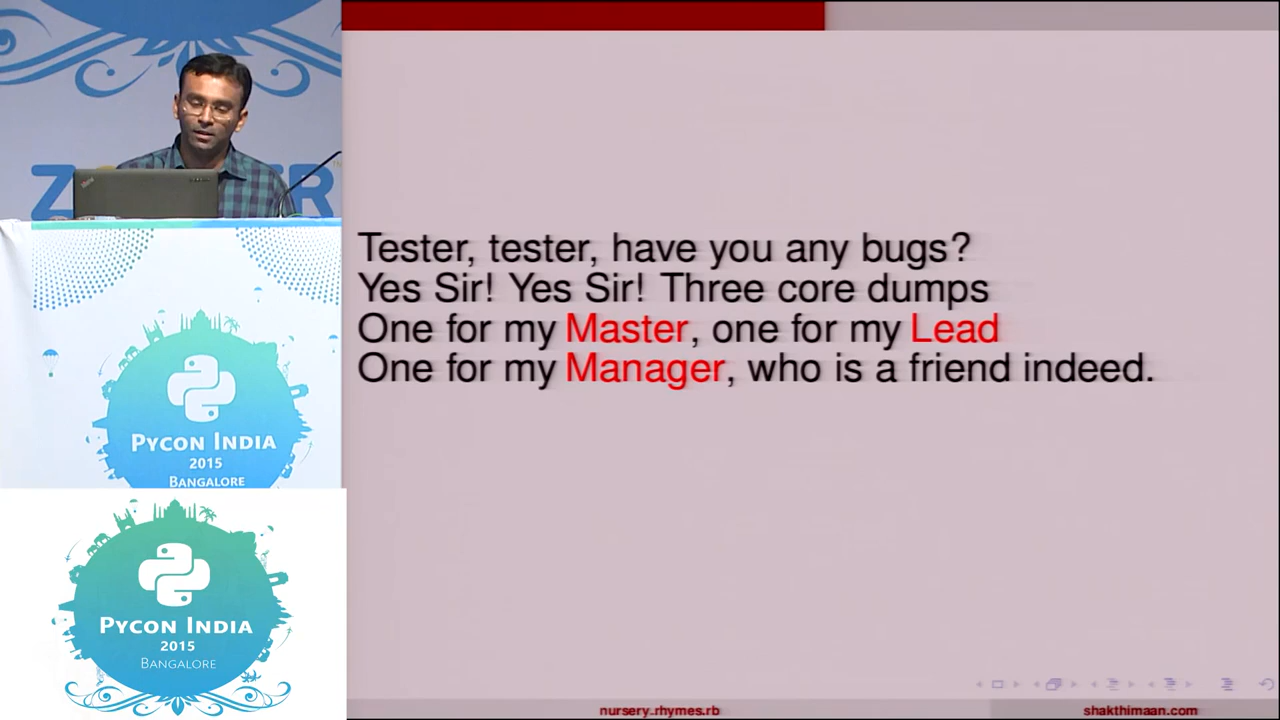 Tester, tester, have you any bugs?
Yes Sir! Yes Sir! Three core dumps
One for my Master, one for my Lead
One for my Manager, who is a friend indeed.
nursery_rhymes.rb
shakthimaan.com
PYCON INDIA
2015
BANGALORE
PYCON INDIA
2015
BANGALORE